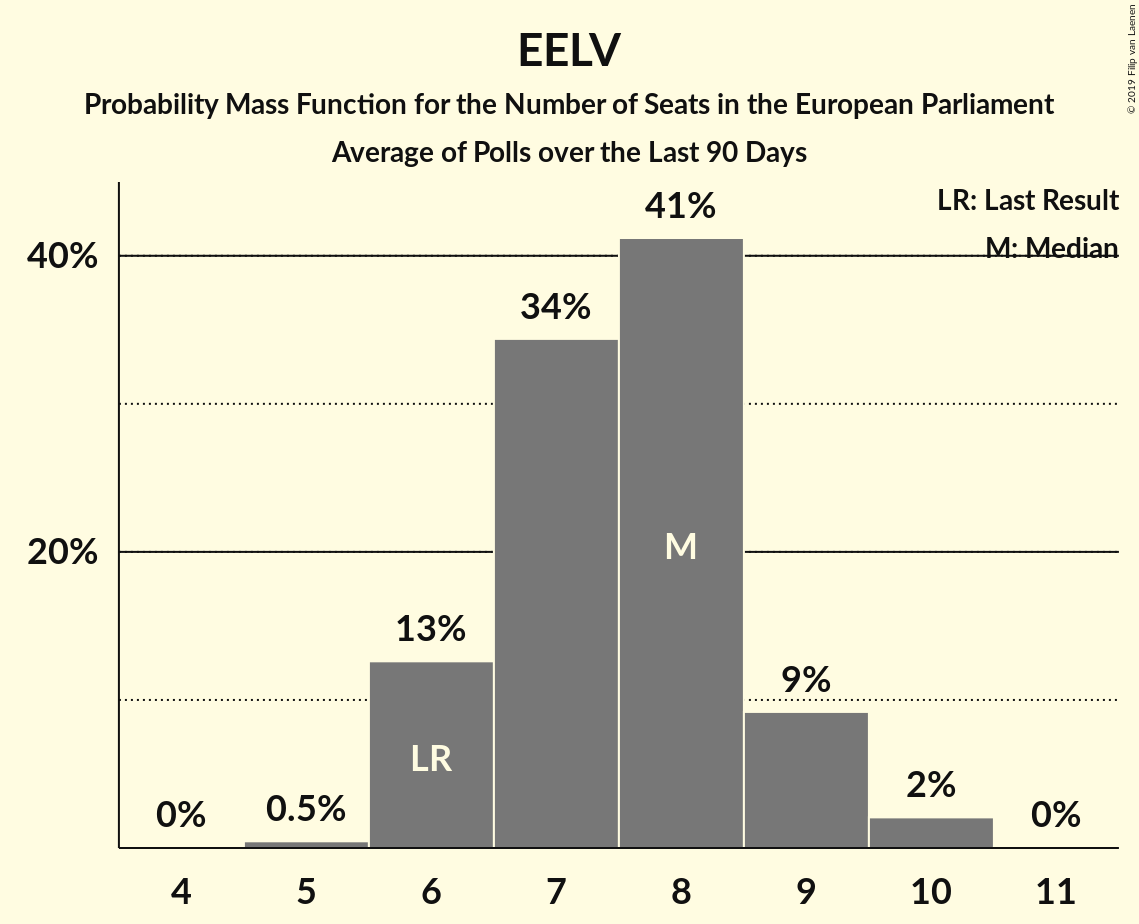 EELV
Probability Mass Function for the Number of Seats in the European Parliament
Average of Polls over the Last 90 Days
© 2019 Filip van Laenen
LR: Last Result
M: Median
41%
40%
34%
20%
M
13%
9%
LR
2%
0.5%
0%
0%
4 5 6 7 8 9 10 11